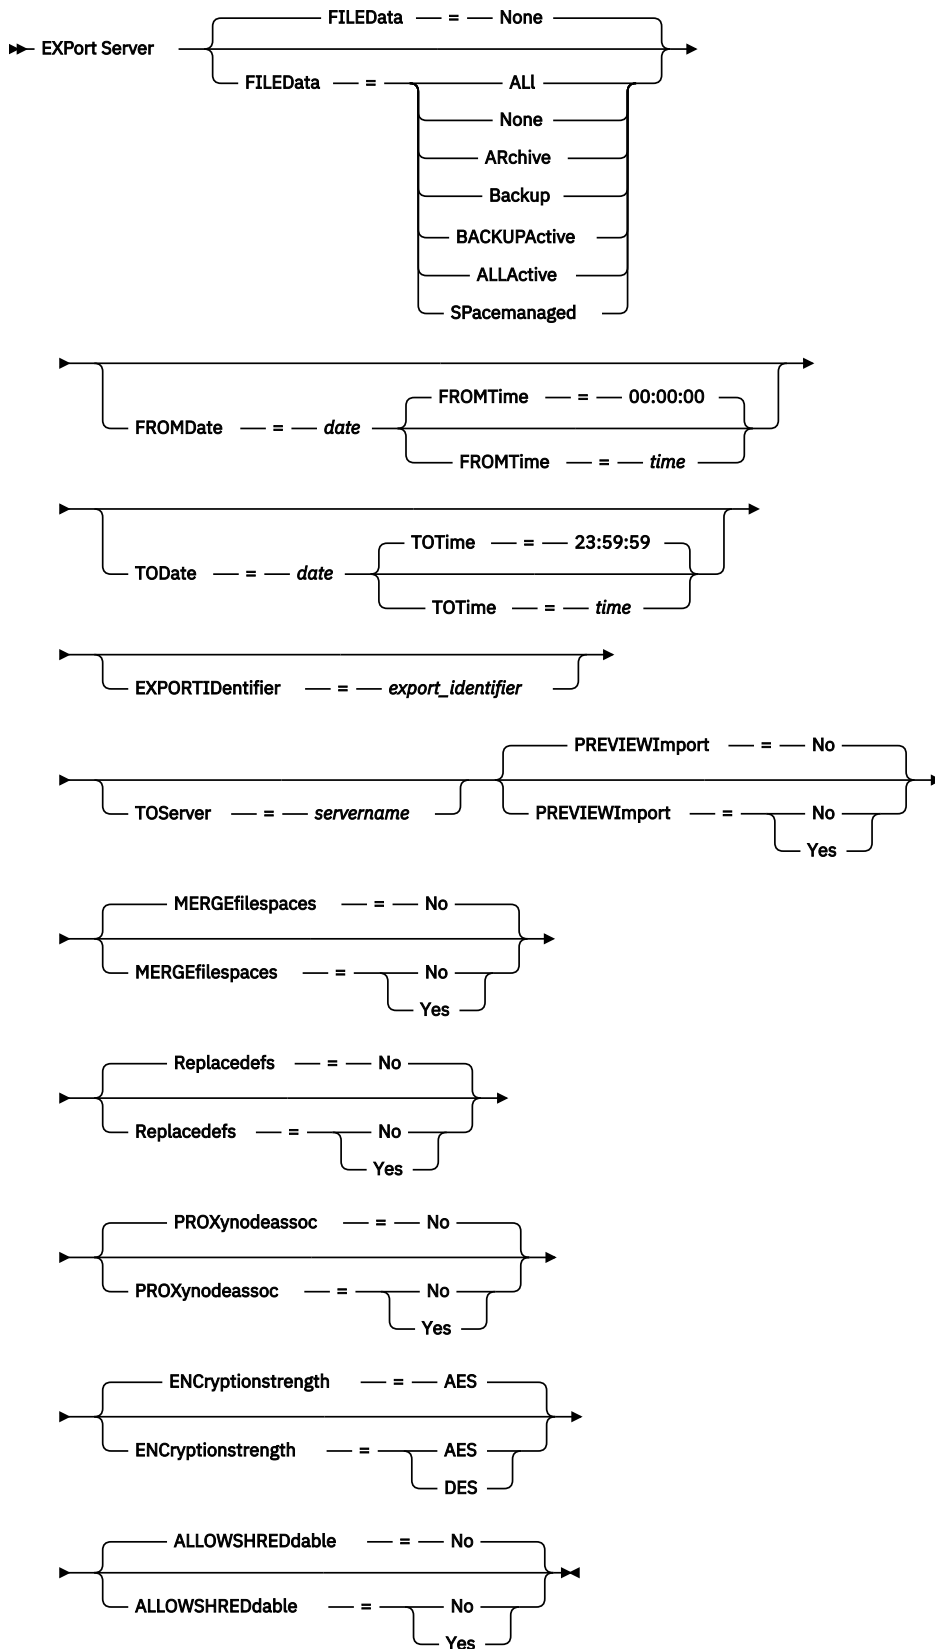 FILEData = None
EXPort Server
FILEData = ALl
None
ARchive
Backup
BACKUPActive
ALLActive
SPacemanaged
FROMTime = 00:00:00
FROMDate = date
FROMTime = time
TOTime = 23:59:59
TODate = date
TOTime = time
EXPORTIDentifier = export_identifier
PREVIEWImport = No
TOServer = servername PREVIEWImport = No
Yes
MERGEfilespaces = No
MERGEfilespaces = No
Yes
Replacedefs = No
Replacedefs = No
Yes
PROXynodeassoc = No
PROXynodeassoc = No
Yes
ENCryptionstrength = AES
ENCryptionstrength = AES
DES
ALLOWSHREDdable = No
ALLOWSHREDdable = No
Yes